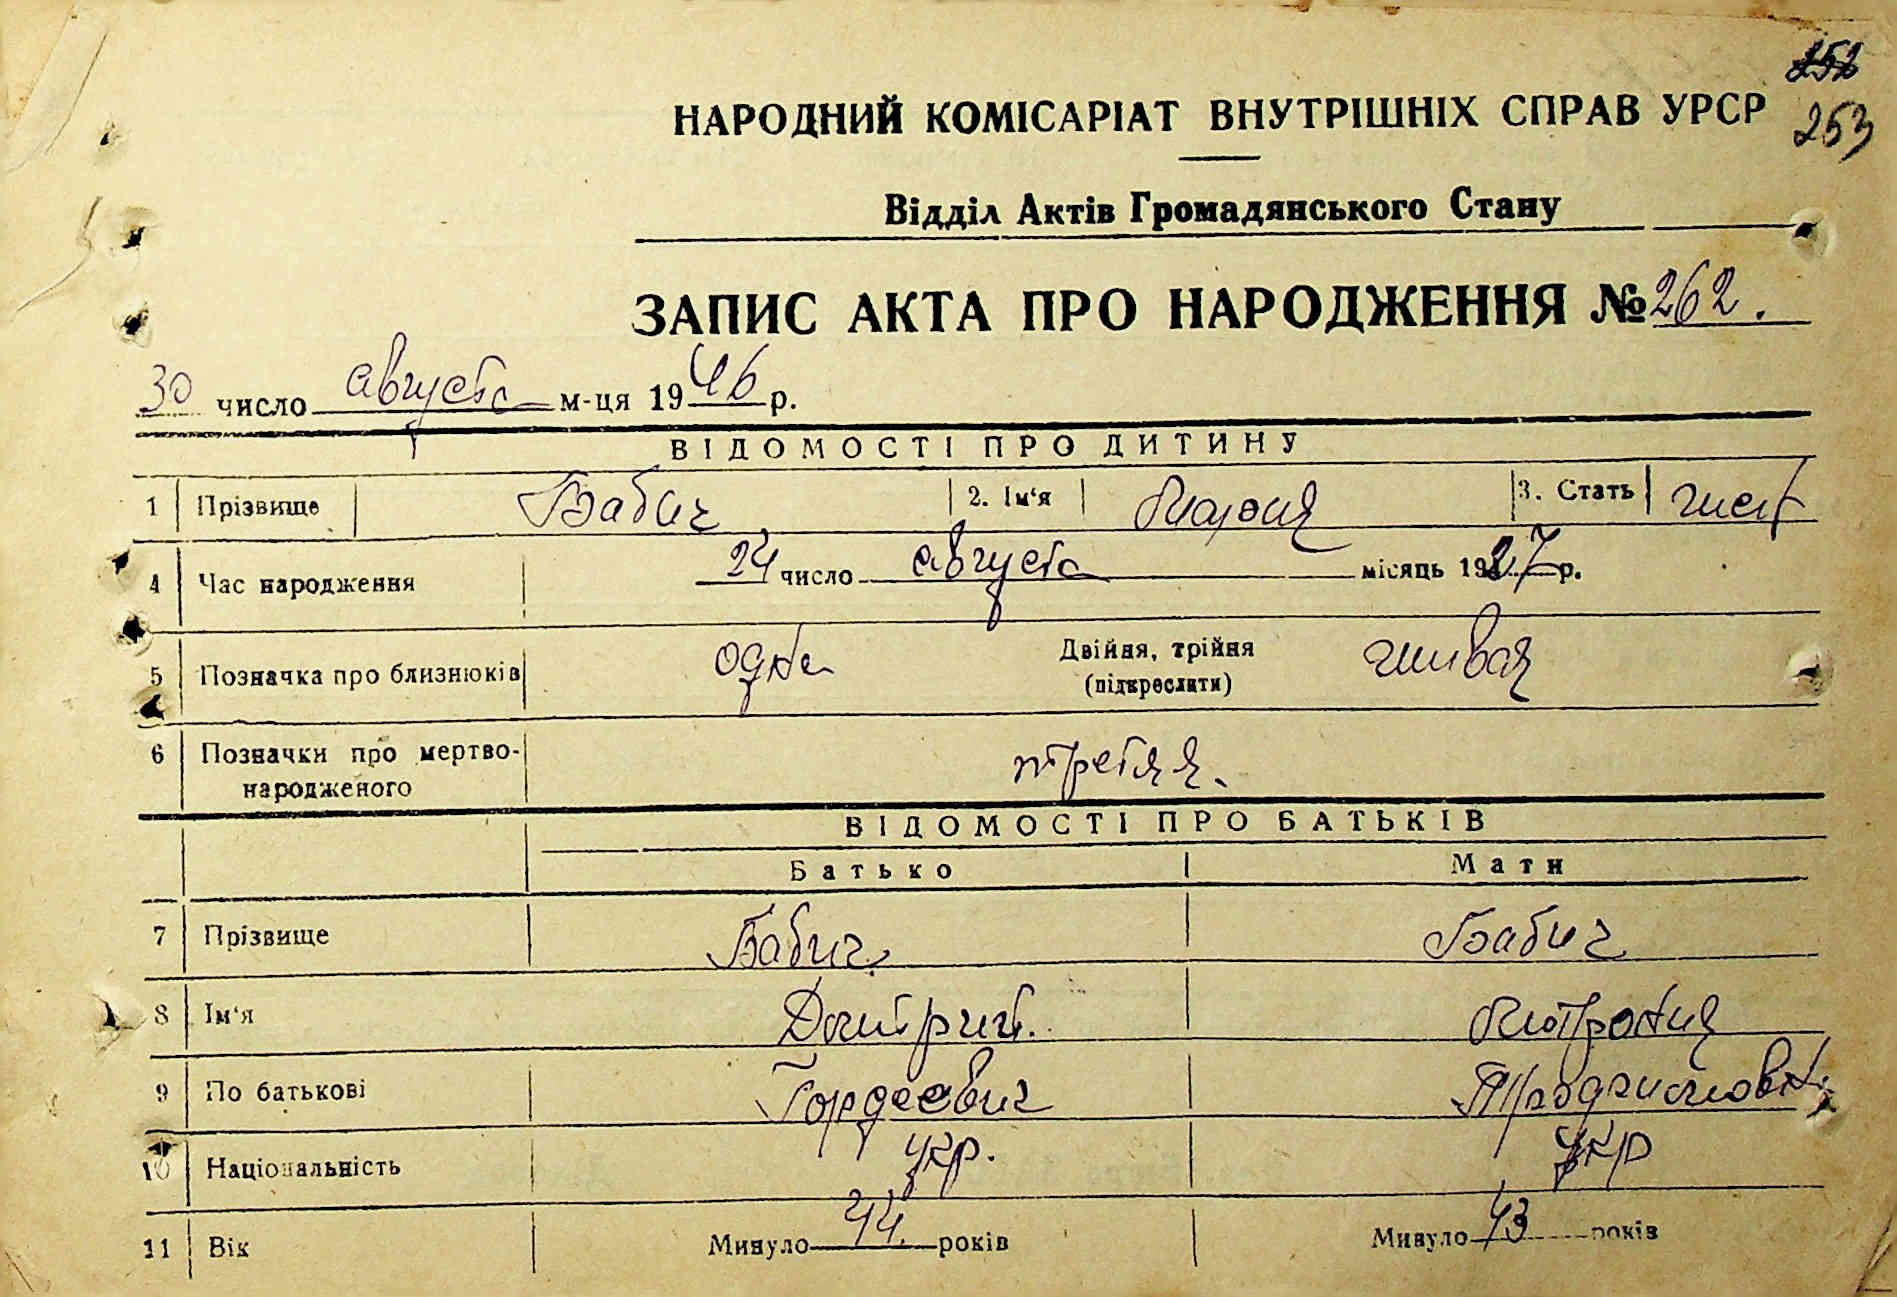 252
253
НАРОДНИЙ КОМІСАРІАТ ВНУТРІШНІХ СПРАВ УРСР
Відділ Актів Громадянського Стану
ЗАПИС АКТА ПРО НАРОДЖЕННЯ № 262.
30 число августа м-ця 1946 р.
ВІДОМОСТІ ПРО ДИТИНУ
1 Прізвище Бабич 2. Ім'я Мария 3. Стать жен
4 Час народження 24 число августа місяць 1927 р.
5 Позначка про близнюків одна Двійня, трійня (підкреслити) живая
6 Позначки про мертво-
народженого третяя.
ВІДОМОСТІ ПРО БАТЬКІВ
Батько Мати
7 Прізвище Бабич Бабич
8 Ім'я Дмитрий. Митрония
9 По батькові Гордеевич
10 Національність укр. укр
11 Вік Минуло 44. років Минуло 43 років